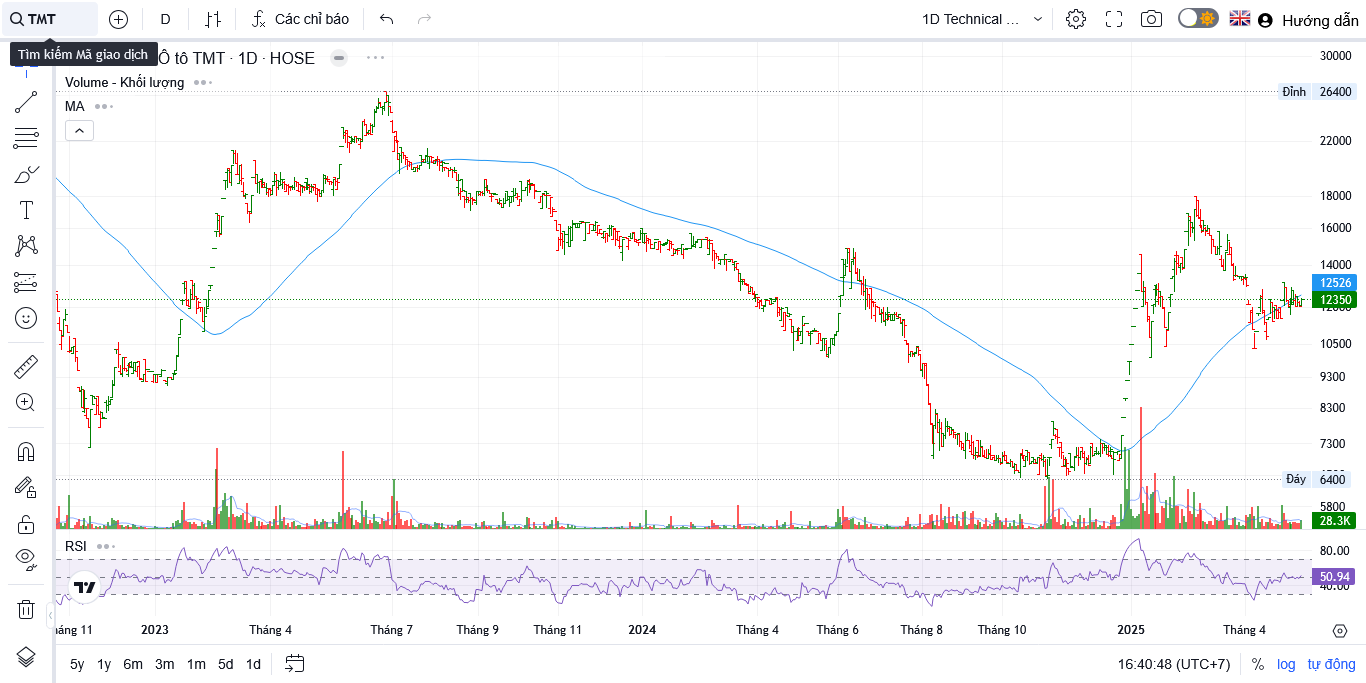 TMT
D
Các chỉ báo
1D Technical ...
Hướng dẫn
Tìm kiếm Mã giao dịch
Ô tô TMT · 1D · HOSE
Volume - Khối lượng
MA
30000
Đỉnh 26400
22000
18000
16000
14000
12526
12350
12000
10500
9300
8300
7300
Đáy 6400
5800
28.3K
RSI
80.00
50.94
40.00
háng 11
2023
Tháng 4
Tháng 7
Tháng 9
Tháng 11
2024
Tháng 4
Tháng 6
Tháng 8
Tháng 10
2025
Tháng 4
5y 1y 6m 3m 1m 5d 1d
16:40:48 (UTC+7)
% log tự động